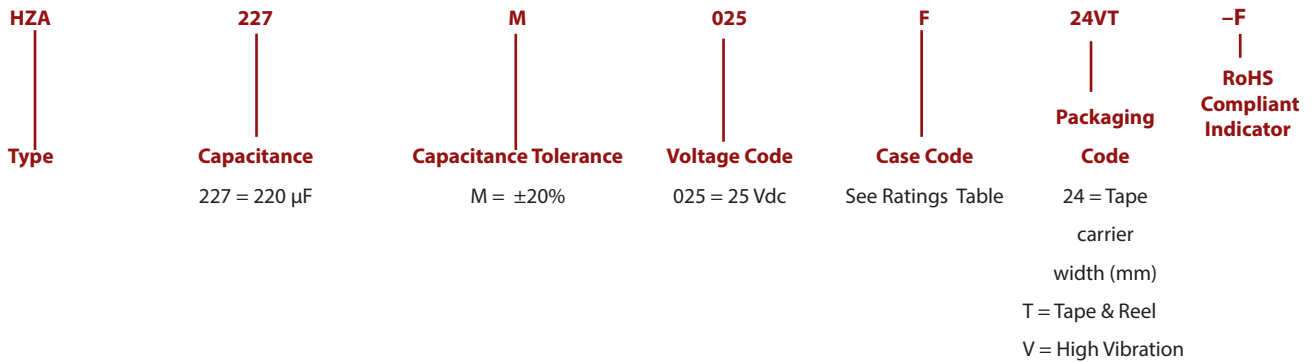 HZA 227 M 025 F 24VT –F
RoHS
Compliant
Indicator
Packaging
Type Capacitance Capacitance Tolerance Voltage Code Case Code Code
227 = 220 µF M = ±20% 025 = 25 Vdc See Ratings Table 24 = Tape
carrier
width (mm)
T = Tape & Reel
V = High Vibration